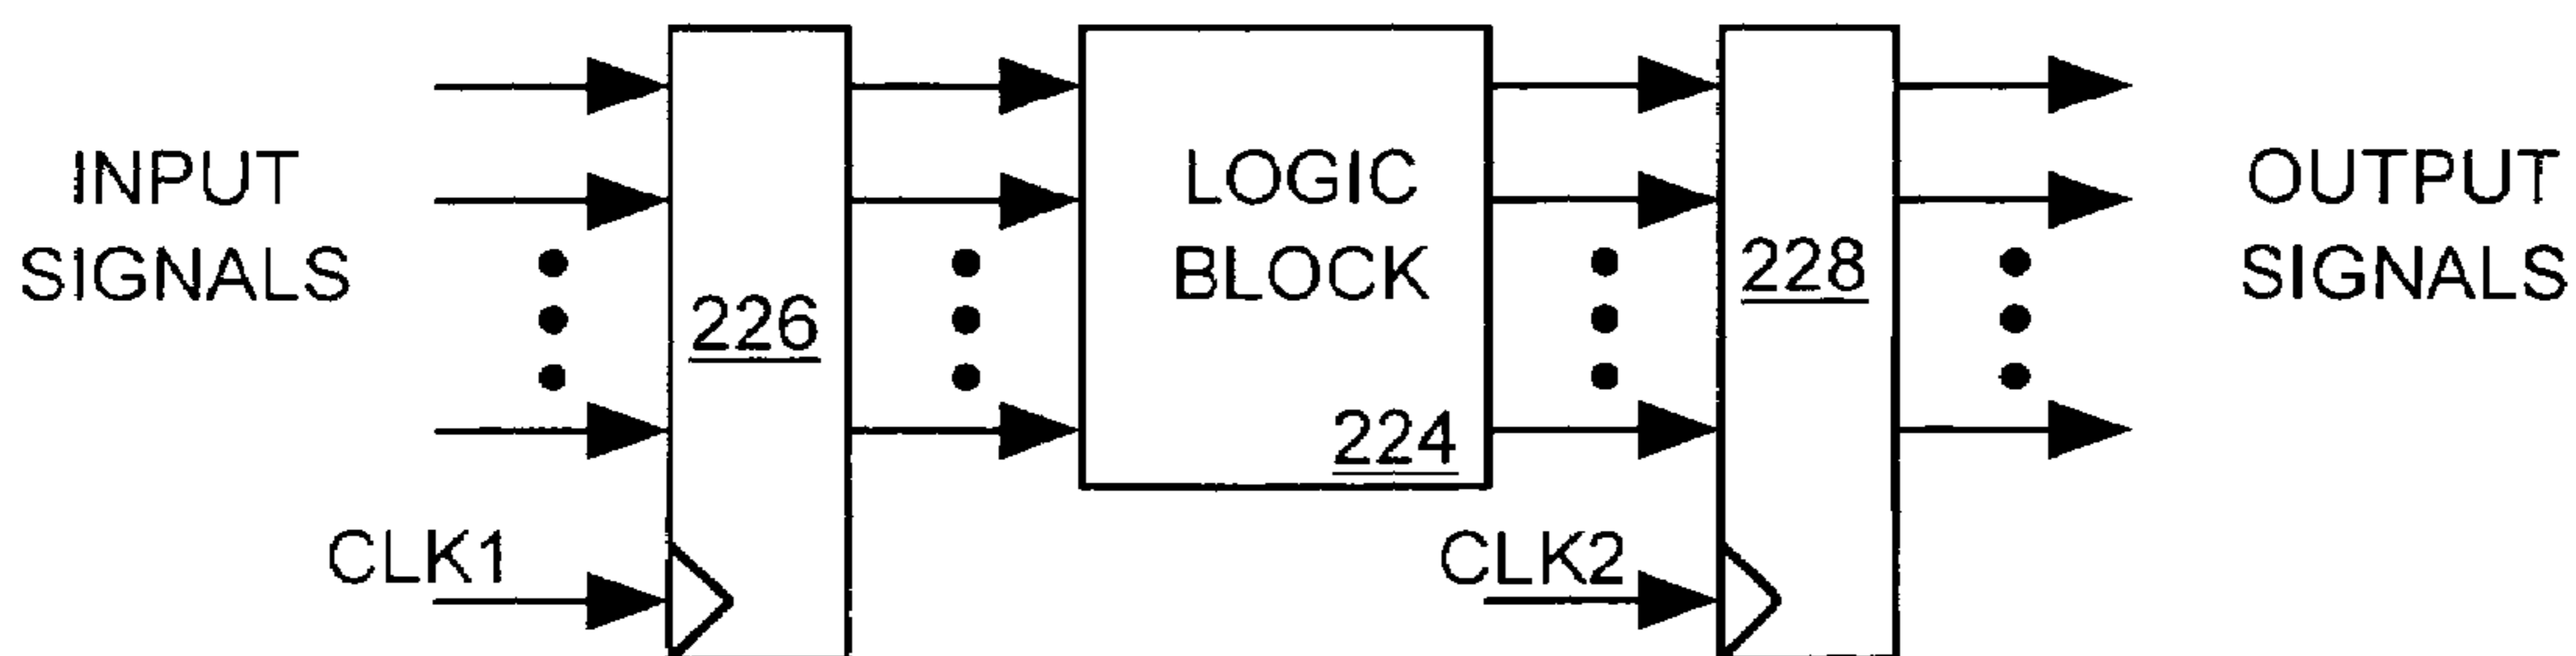 INPUT
SIGNALS
226
CLK1
LOGIC
BLOCK
224
CLK2
228
OUTPUT
SIGNALS